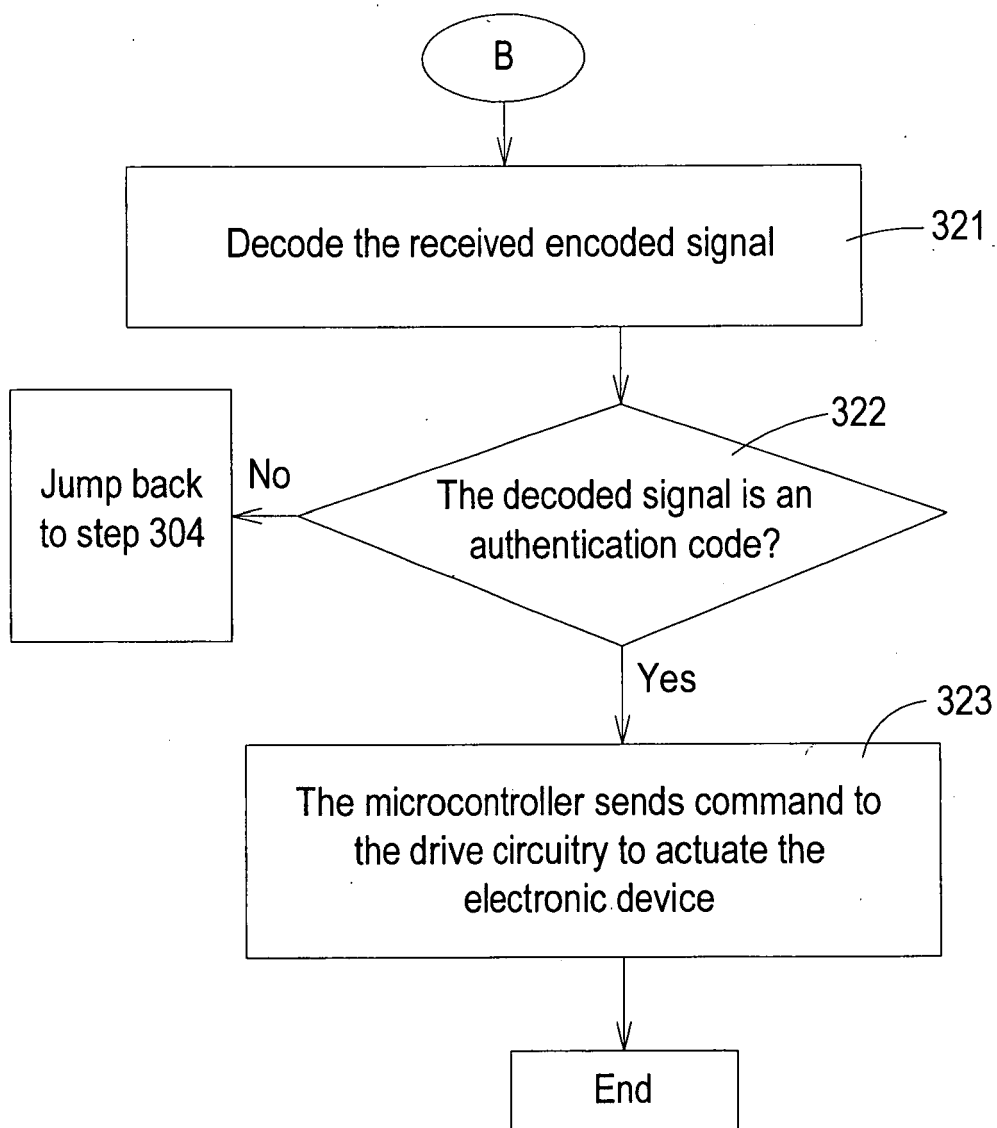 B
Decode the received encoded signal
321
322
The decoded signal is an
authentication code?
No
Jump back
to step 304
Yes
323
The microcontroller sends command to
the drive circuitry to actuate the
electronic device
End